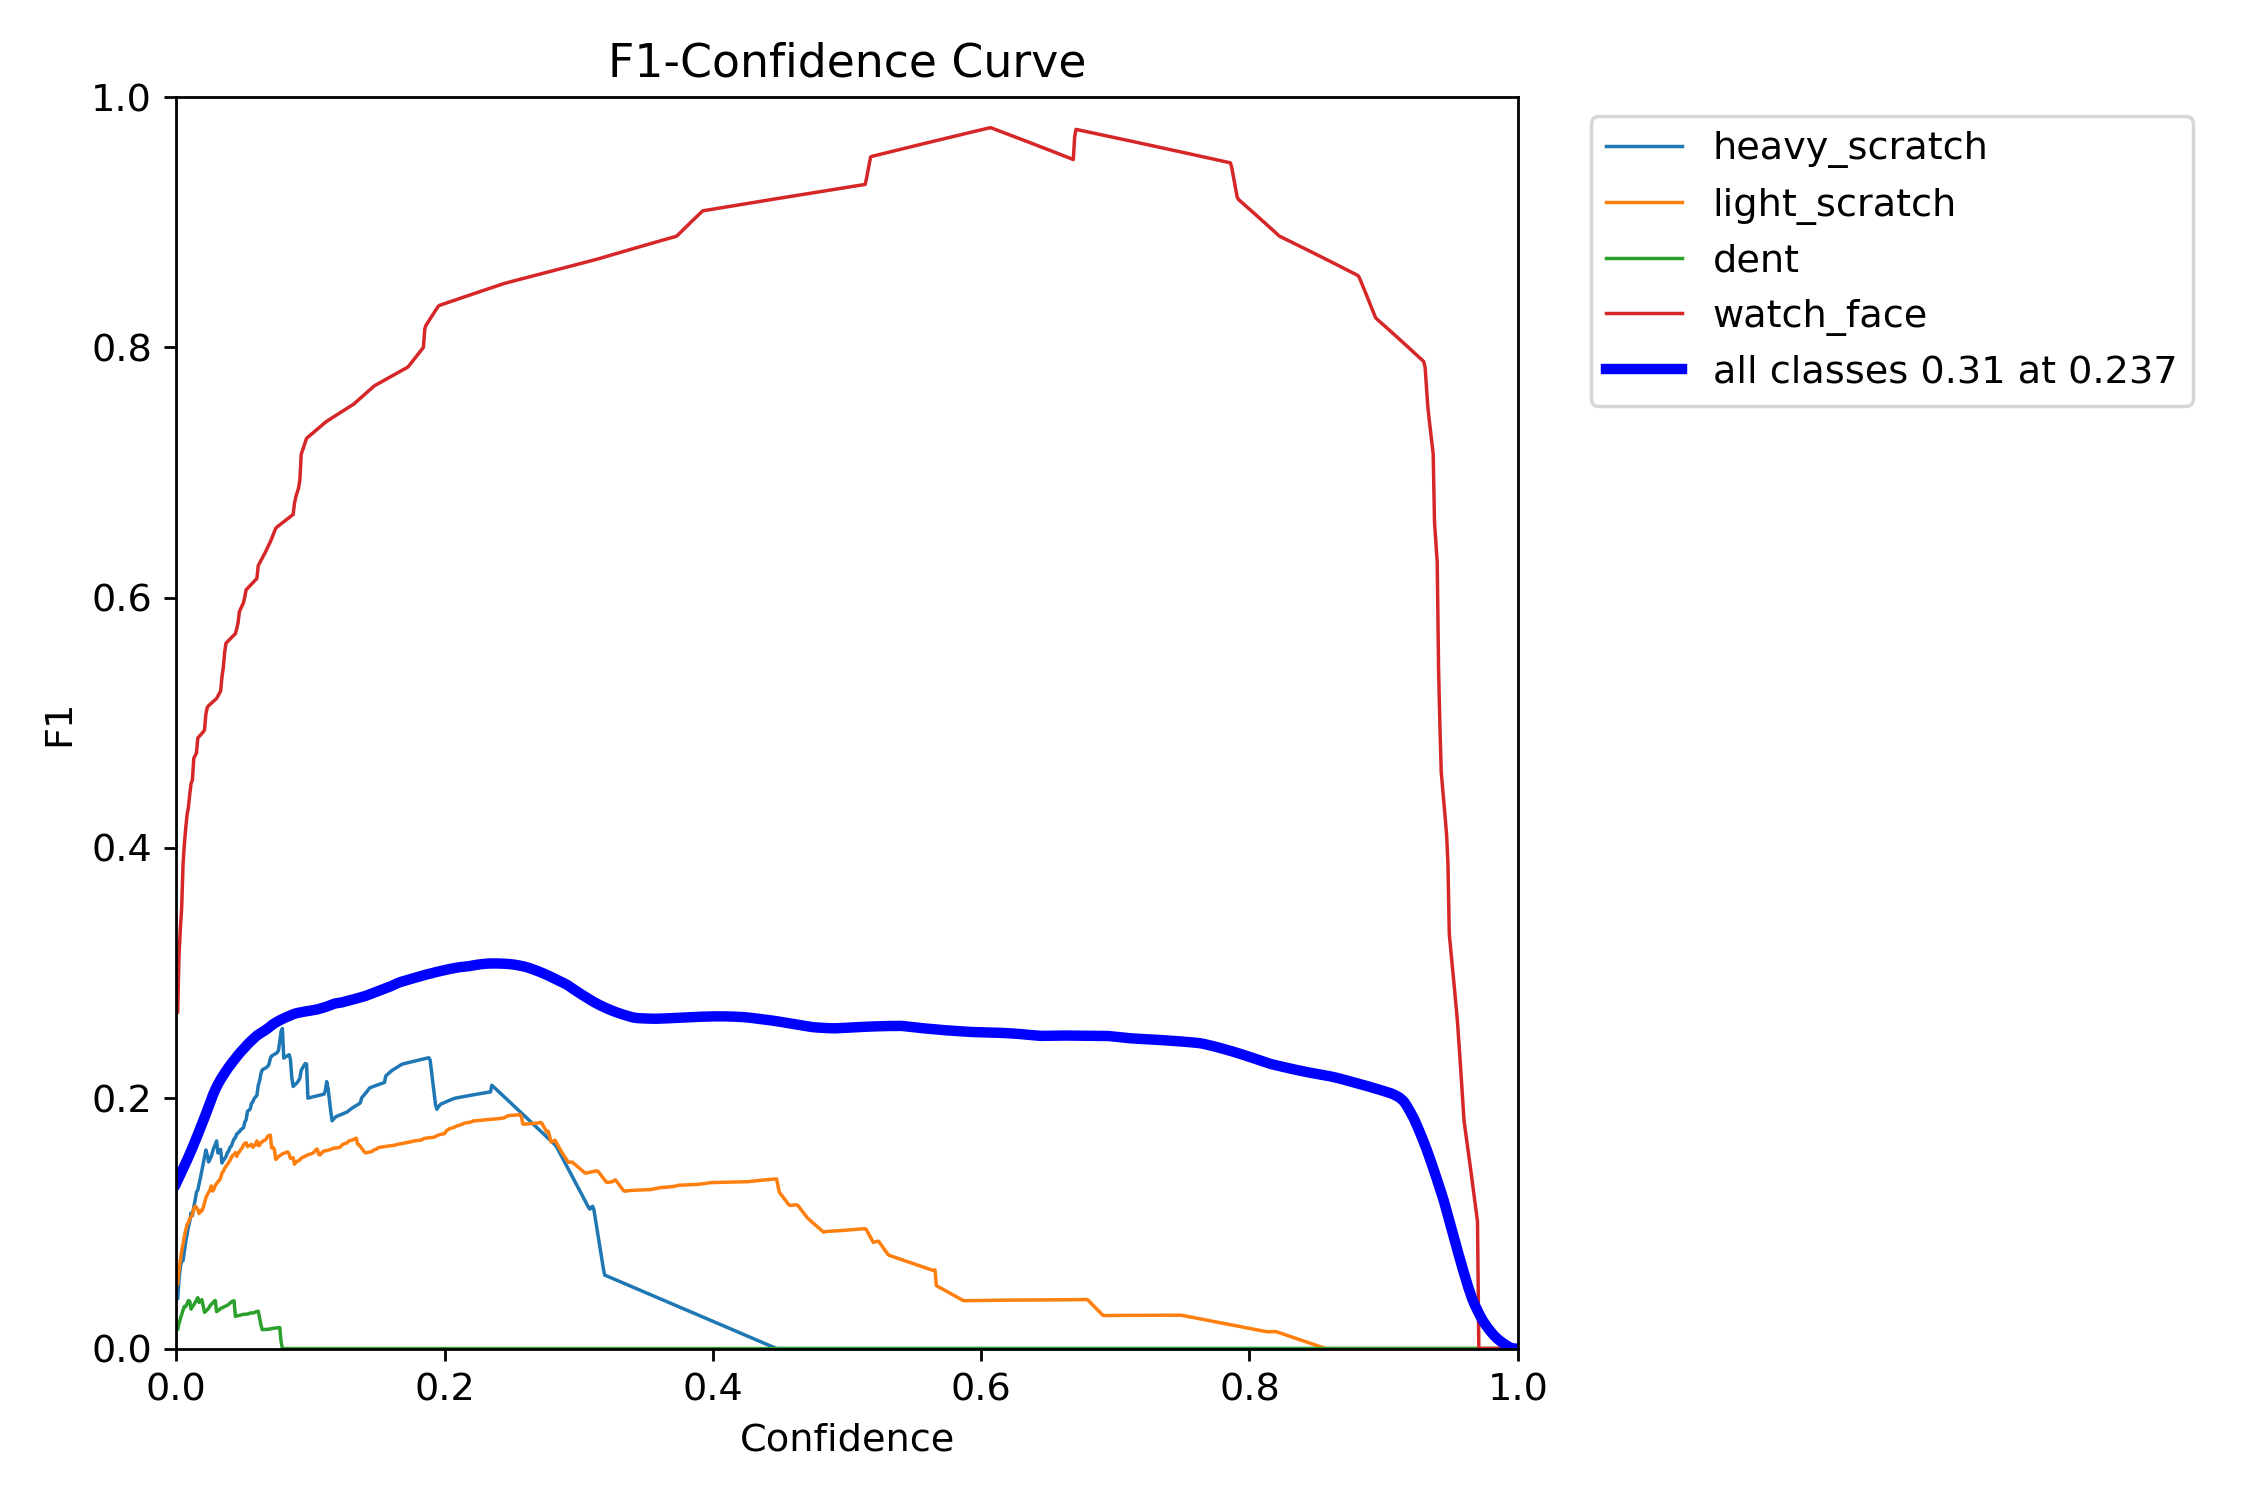 F1-Confidence Curve
1.0
0.8
0.6
0.4
0.2
0.0
F1
0.0 0.2 0.4 0.6 0.8 1.0
Confidence
heavy_scratch
light_scratch
dent
watch_face
all classes 0.31 at 0.237